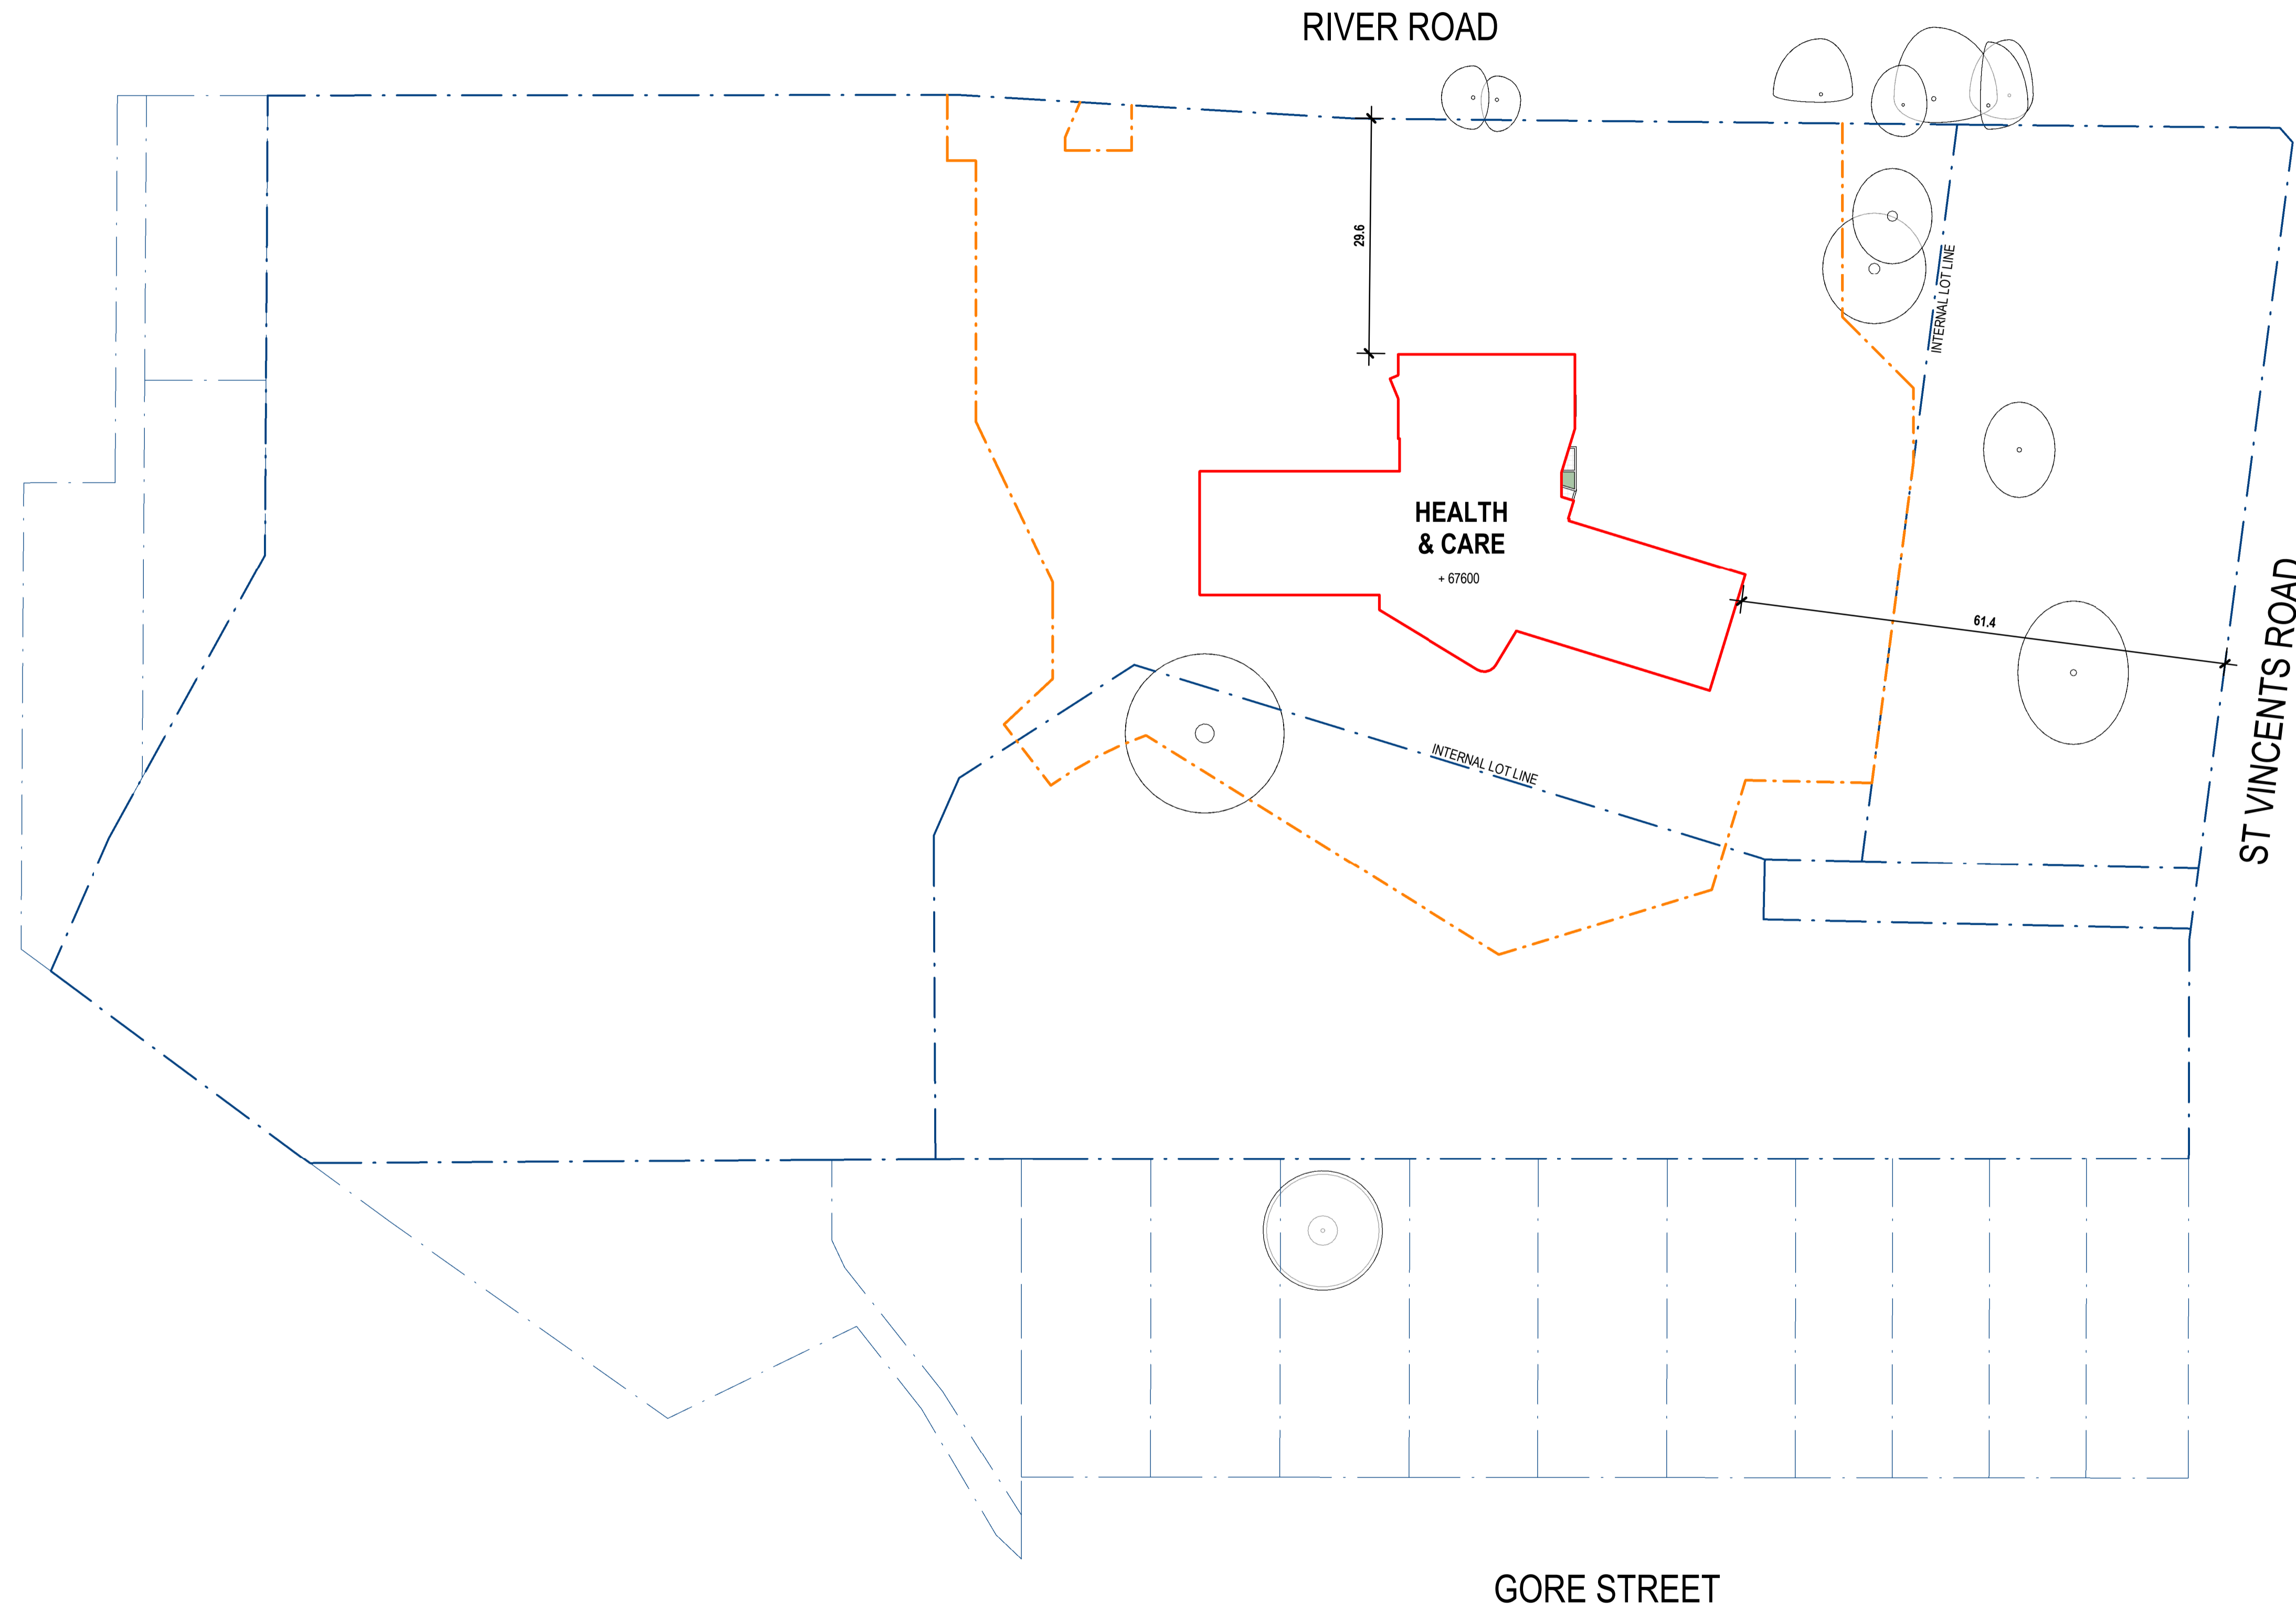 RIVER ROAD
29.6
INTERNAL LOT LINE
HEALTH
& CARE
+ 67600
61.4
ST VINCENTS ROAD
INTERNAL LOT LINE
GORE STREET